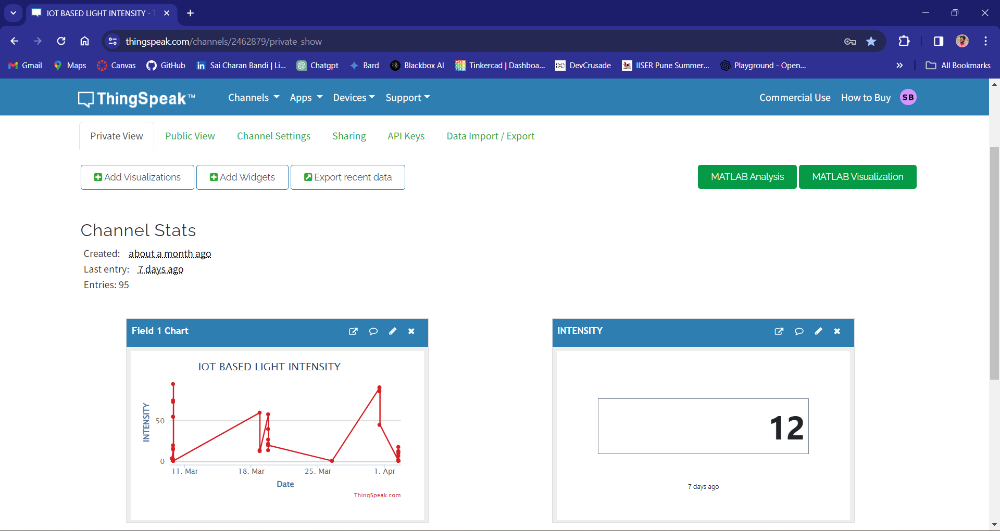 IOT BASED LIGHT INTENSITY - T
thingspeak.com/channels/2462879/private_show
Gmail Maps Canvas GitHub Sai Charan Bandi | Li... Chatgpt Bard Blackbox AI Tinkercad | Dashboa... DevCrusade IISER Pune Summer... Playground - Open... All Bookmarks
ThingSpeak™ Channels Apps Devices Support Commercial Use How to Buy SB
Private View Public View Channel Settings Sharing API Keys Data Import / Export
Add Visualizations Add Widgets Export recent data MATLAB Analysis MATLAB Visualization
Channel Stats
Created: about a month ago
Last entry: 7 days ago
Entries: 95
Field 1 Chart
IOT BASED LIGHT INTENSITY
INTENSITY
50
0
11. Mar 18. Mar 25. Mar 1. Apr
Date
ThingSpeak.com
INTENSITY
12
7 days ago